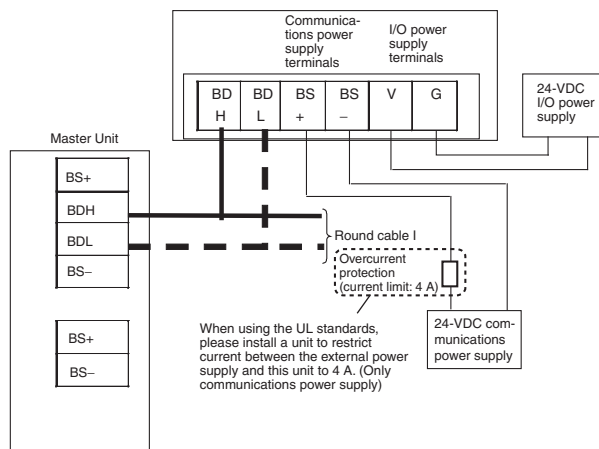 Communica-
tions power
supply
terminals
I/O power
supply
terminals
BD
H
BD
L
BS
+
BS
−
V
G
24-VDC
I/O power
supply
Master Unit
BS+
BDH
BDL
BS−
BS+
BS−
Round cable I
Overcurrent
protection
(current limit: 4 A)
When using the UL standards,
please install a unit to restrict
current between the external power
supply and this unit to 4 A. (Only
communications power supply)
24-VDC com-
munications
power supply